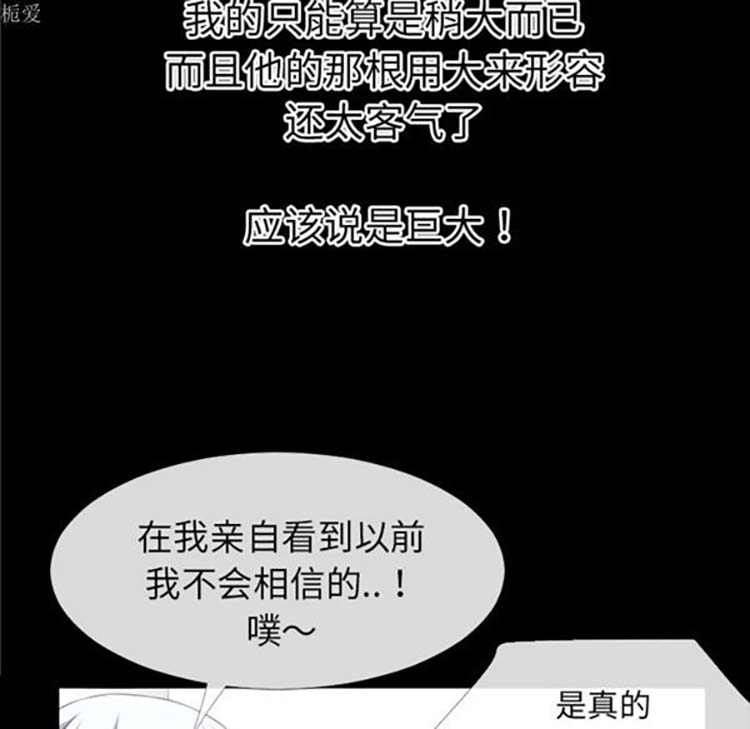 栀爱
我的只能算是稍大而已
而且他的那根用大来形容
还太客气了
应该说是巨大！
在我亲自看到以前
我不会相信的..！
噗～
是真的